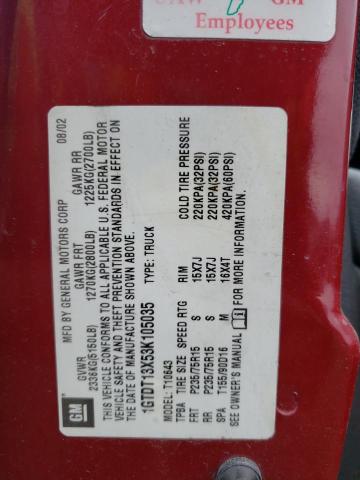 UAW GM
Employees
GM
MFD BY GENERAL MOTORS CORP
08/02
GVWR GAWR FRT GAWR RR
2336KG(5150LB) 1270KG(2800LB) 1225KG(2700LB)
THIS VEHICLE CONFORMS TO ALL APPLICABLE U.S. FEDERAL MOTOR
VEHICLE SAFETY AND THEFT PREVENTION STANDARDS IN EFFECT ON
THE DATE OF MANUFACTURE SHOWN ABOVE.
1GTDT13X53K105035 TYPE: TRUCK
MODEL: T10643
TPBA TIRE SIZE SPEED RTG RIM COLD TIRE PRESSURE
FRT P235/75R15 S 15X7J 220KPA(32PSI)
RR P235/75R15 S 15X7J 220KPA(32PSI)
SPA T155/90D16 M 16X4T 420KPA(60PSI)
SEE OWNER'S MANUAL FOR MORE INFORMATION.